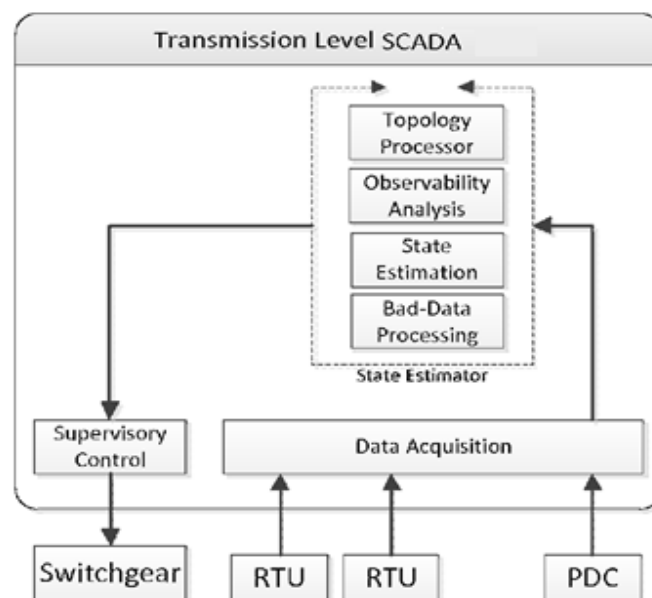 Transmission Level SCADA
Topology
Processor
Observability
Analysis
State
Estimation
Bad-Data
Processing
State Estimator
Supervisory
Control
Data Acquisition
Switchgear
RTU
RTU
PDC